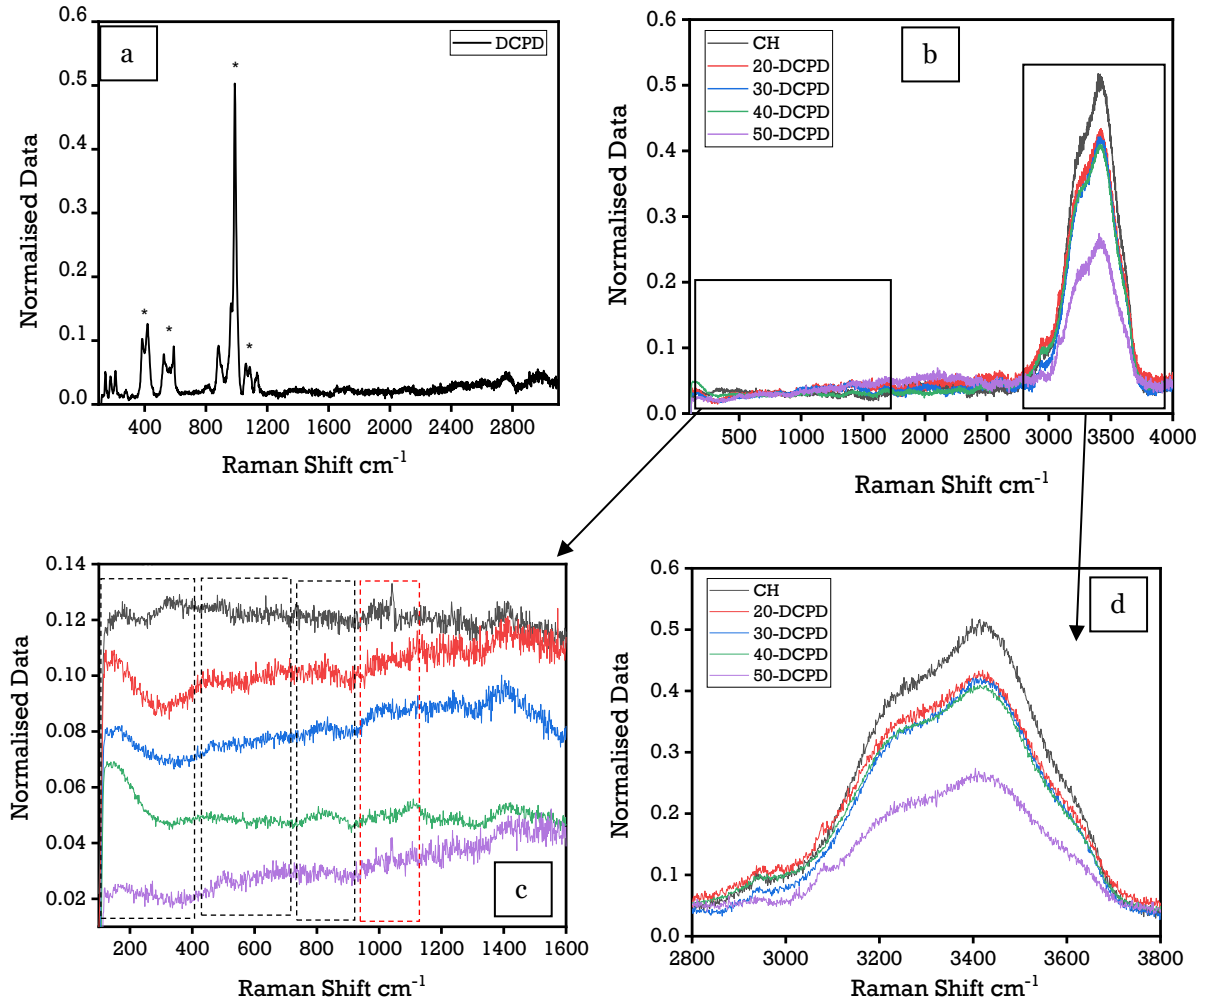 a
DCPD
*
*
*
*
0.6
0.5
0.4
0.3
0.2
0.1
0.0
Normalised Data
400 800 1200 1600 2000 2400 2800
Raman Shift cm-1
b
CH
20-DCPD
30-DCPD
40-DCPD
50-DCPD
0.6
0.5
0.4
0.3
0.2
0.1
0.0
Normalised Data
500 1000 1500 2000 2500 3000 3500 4000
Raman Shift cm-1
c
0.14
0.12
0.10
0.08
0.06
0.04
0.02
Normalised Data
200 400 600 800 1000 1200 1400 1600
Raman Shift cm-1
d
CH
20-DCPD
30-DCPD
40-DCPD
50-DCPD
0.6
0.5
0.4
0.3
0.2
0.1
0.0
Normalised Data
2800 3000 3200 3400 3600 3800
Raman Shift cm-1